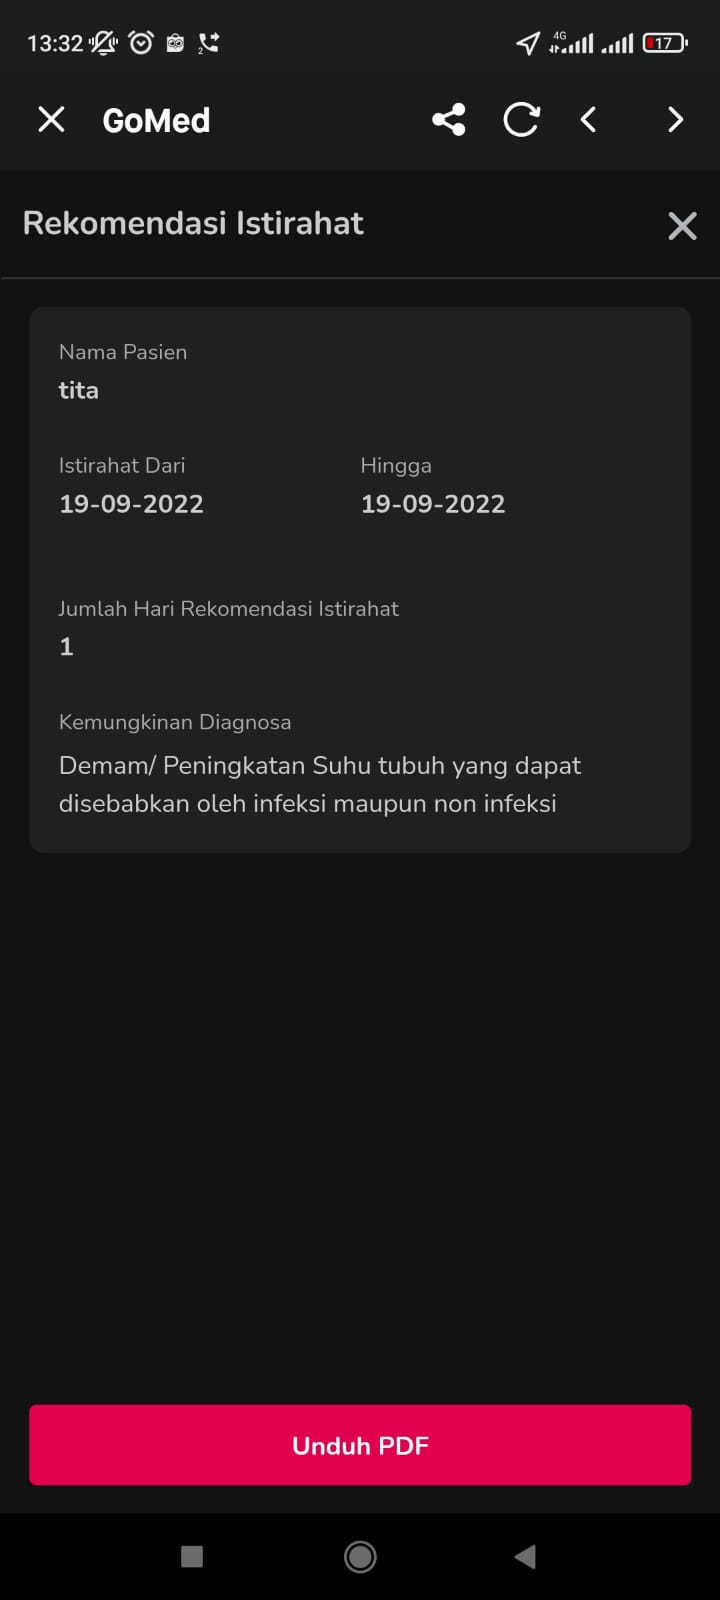 13:32
4G
17
2
GoMed
Rekomendasi Istirahat
Nama Pasien
tita
Istirahat Dari
Hingga
19-09-2022
19-09-2022
Jumlah Hari Rekomendasi Istirahat
1
Kemungkinan Diagnosa
Demam/ Peningkatan Suhu tubuh yang dapat
disebabkan oleh infeksi maupun non infeksi
Unduh PDF